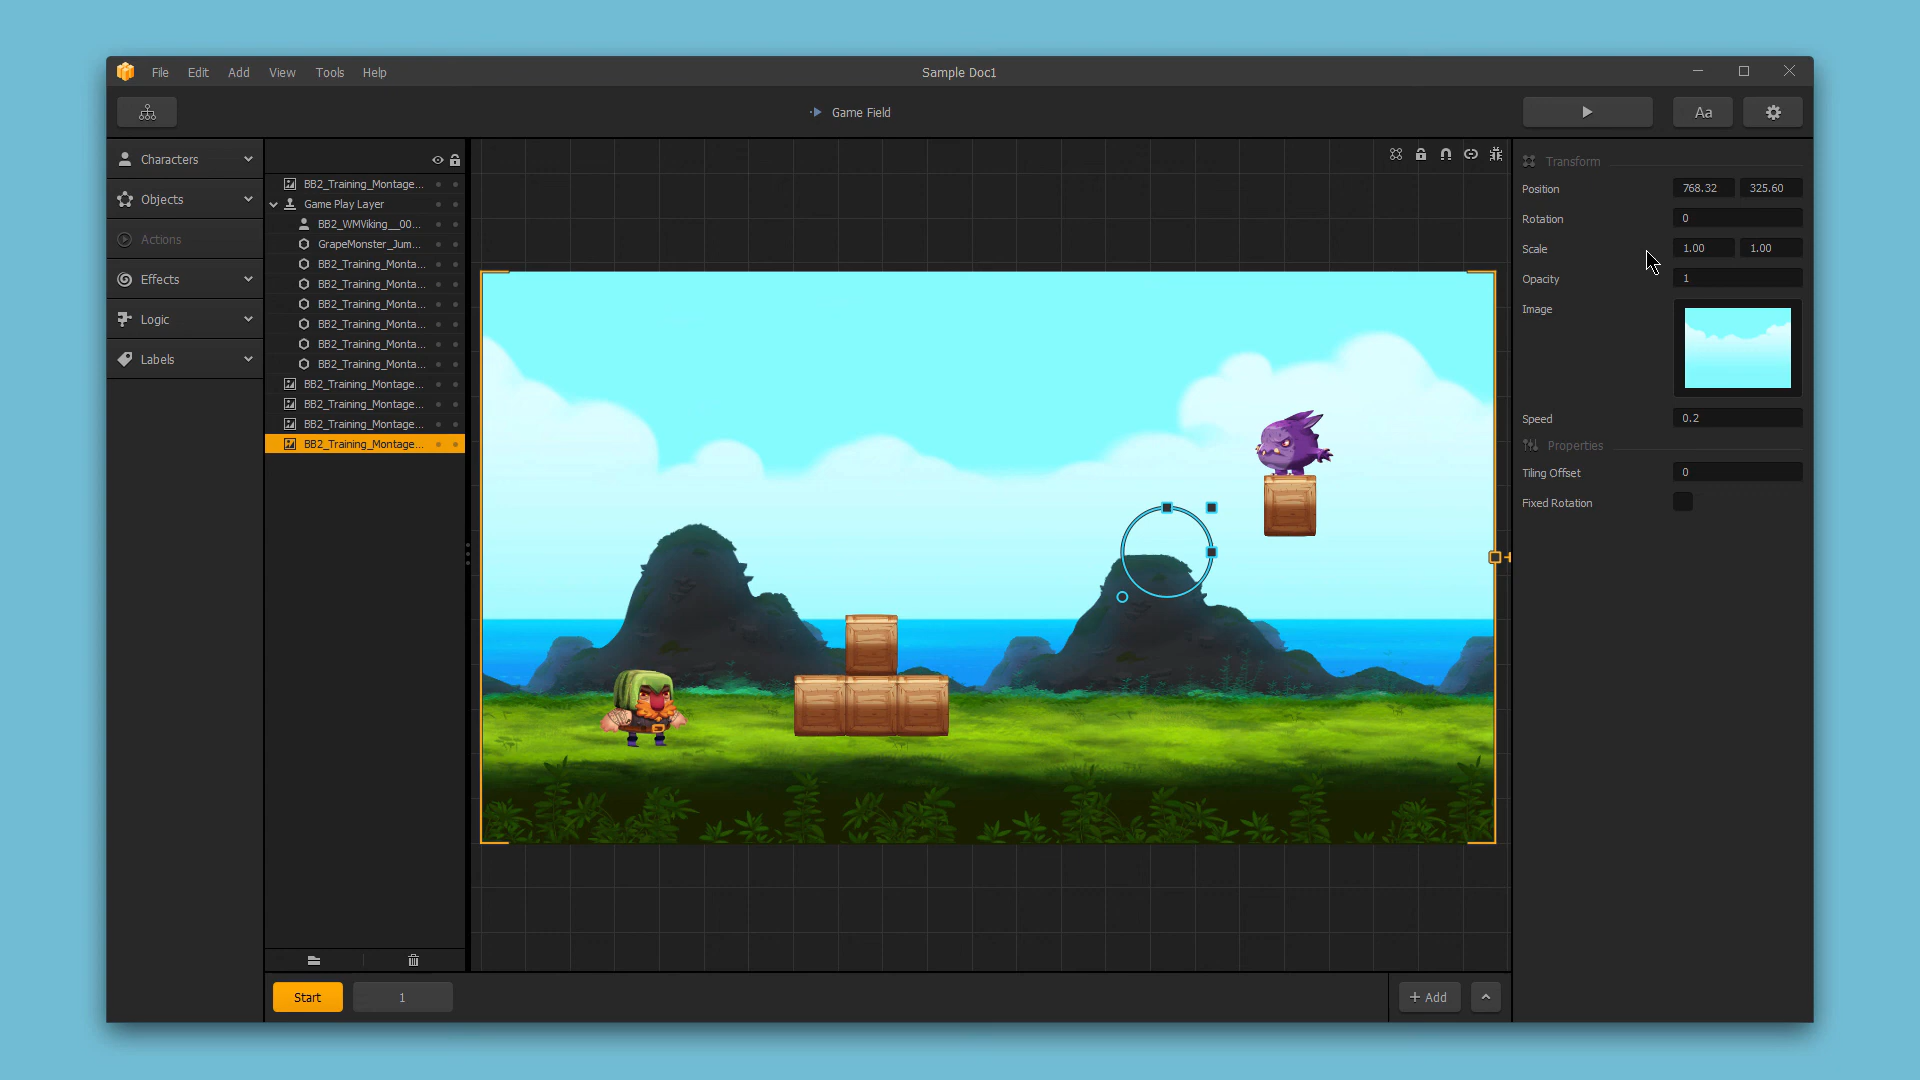 File Edit Add View Tools Help
Sample Doc1
Game Field
Aa
Characters
Objects
Actions
Effects
Logic
Labels
BB2_Training_Montage...
Game Play Layer
BB2_WMViking__00...
GrapeMonster_Jum...
BB2_Training_Monta...
BB2_Training_Monta...
BB2_Training_Monta...
BB2_Training_Monta...
BB2_Training_Monta...
BB2_Training_Monta...
BB2_Training_Montage...
BB2_Training_Montage...
BB2_Training_Montage...
BB2_Training_Montage...
Transform
Position 768.32 325.60
Rotation 0
Scale 1.00 1.00
Opacity 1
Image
Speed 0.2
Properties
Tiling Offset 0
Fixed Rotation
Start 1
+ Add